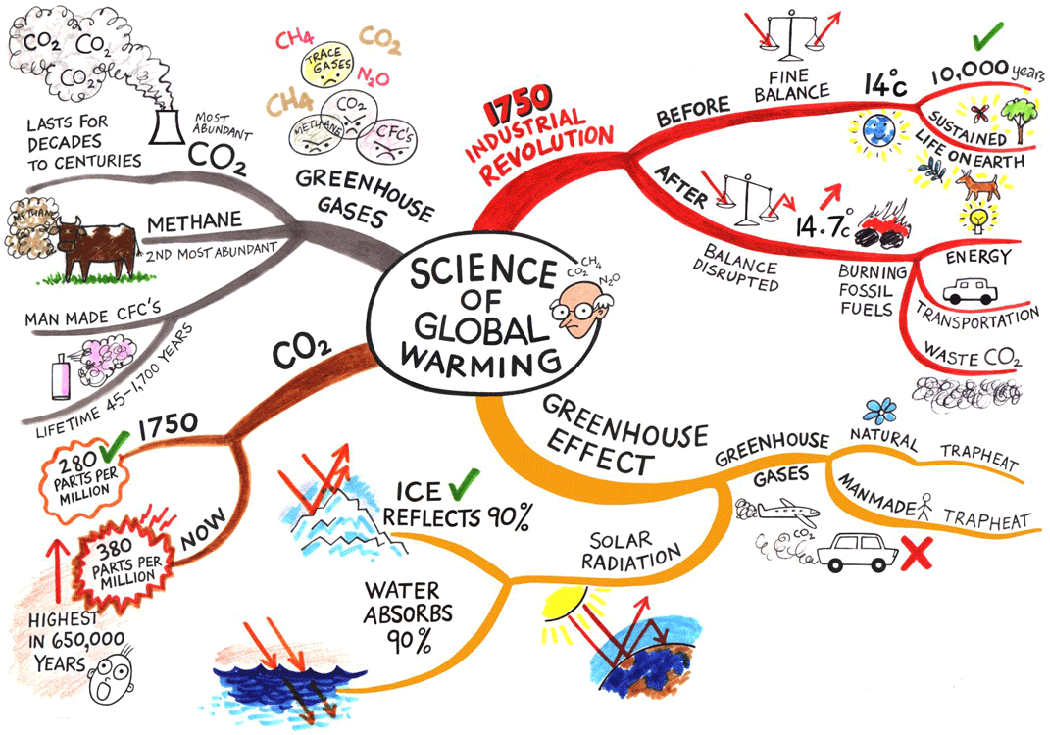 SCIENCE
OF
GLOBAL
WARMING
CO2
CH4
N2O
1750
INDUSTRIAL
REVOLUTION
BEFORE
FINE
BALANCE
14°C
10,000 years
SUSTAINED
LIFE ON EARTH
AFTER
BALANCE
DISRUPTED
14.7°C
BURNING
FOSSIL
FUELS
ENERGY
TRANSPORTATION
WASTE CO2
GREENHOUSE
EFFECT
GREENHOUSE
GASES
NATURAL
TRAPHEAT
MANMADE
TRAPHEAT
CO2
SOLAR
RADIATION
ICE
REFLECTS 90%
WATER
ABSORBS
90%
CO2
1750
280
PARTS PER
MILLION
NOW
380
PARTS PER
MILLION
HIGHEST
IN 650,000
YEARS
GREENHOUSE
GASES
CH4
CO2
TRACE
GASES
N2O
CH4
CO2
METHANE
CFC'S
CO2 CO2
CO2
MOST
ABUNDANT
CO2
LASTS FOR
DECADES
TO CENTURIES
METHANE
METHANE
2ND MOST ABUNDANT
MAN MADE CFC'S
LIFETIME 45-1,700 YEARS